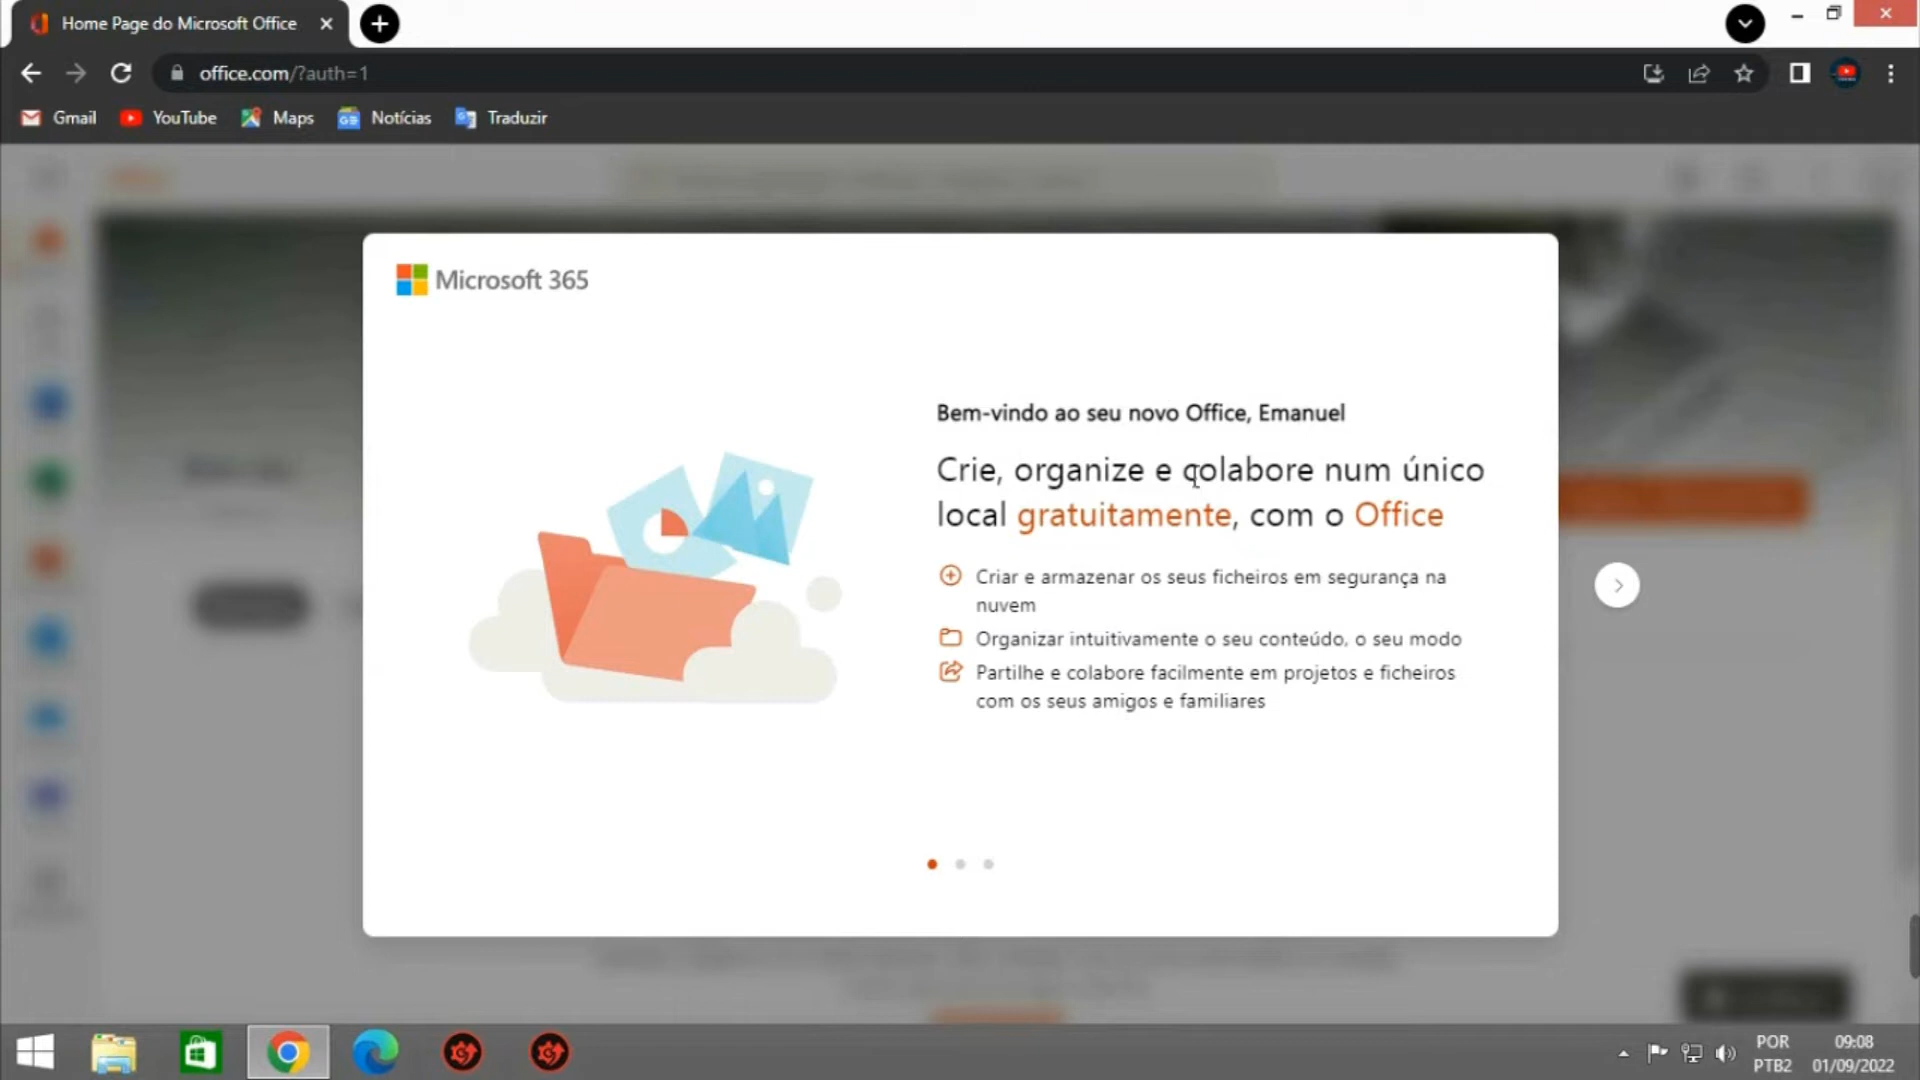 Home Page do Microsoft Office
office.com/?auth=1
Gmail YouTube Maps Notícias Traduzir
Microsoft 365
Bem-vindo ao seu novo Office, Emanuel
Crie, organize e colabore num único
local gratuitamente, com o Office
Criar e armazenar os seus ficheiros em segurança na
nuvem
Organizar intuitivamente o seu conteúdo, o seu modo
Partilhe e colabore facilmente em projetos e ficheiros
com os seus amigos e familiares
POR 09:08
PTB2 01/09/2022